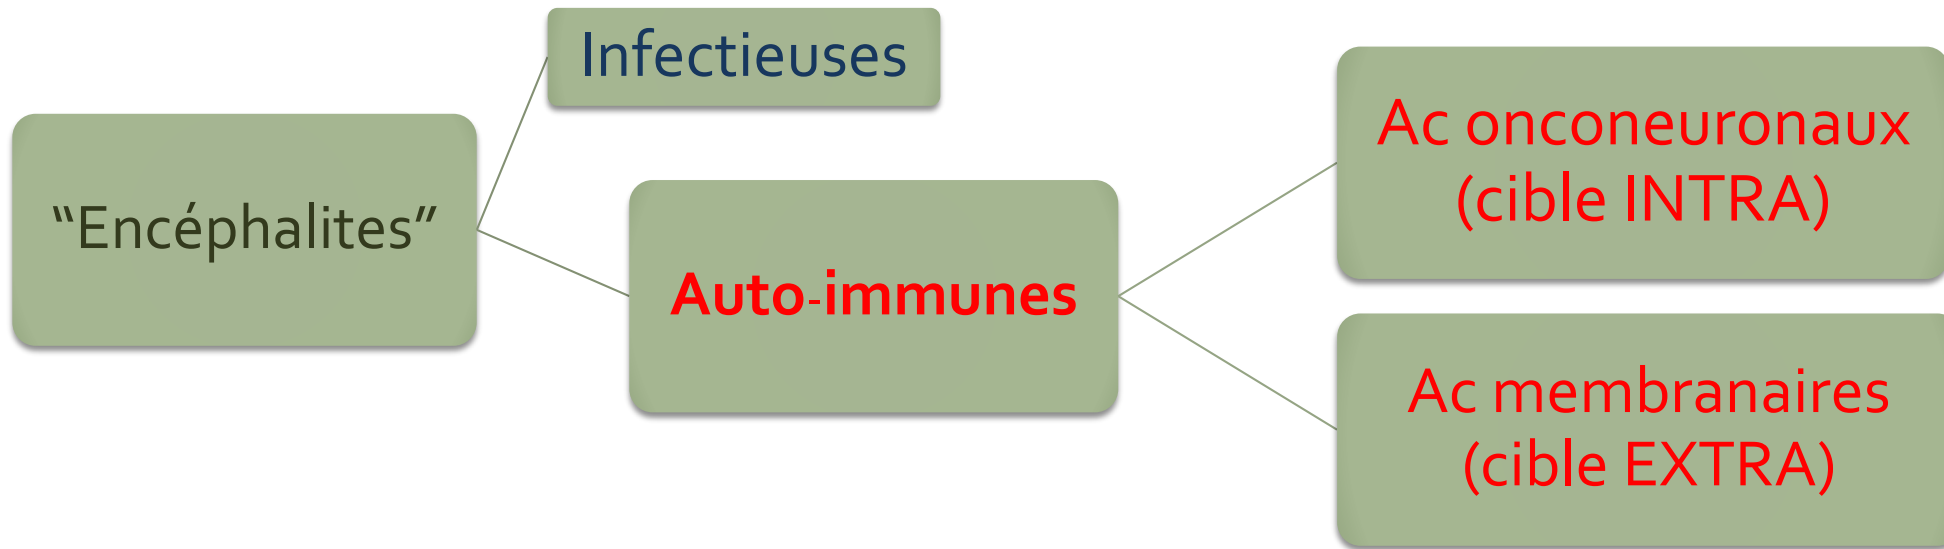 Infectieuses
“Encéphalites”
Auto-immunes
Ac onconeuronaux
(cible INTRA)
Ac membranaires
(cible EXTRA)